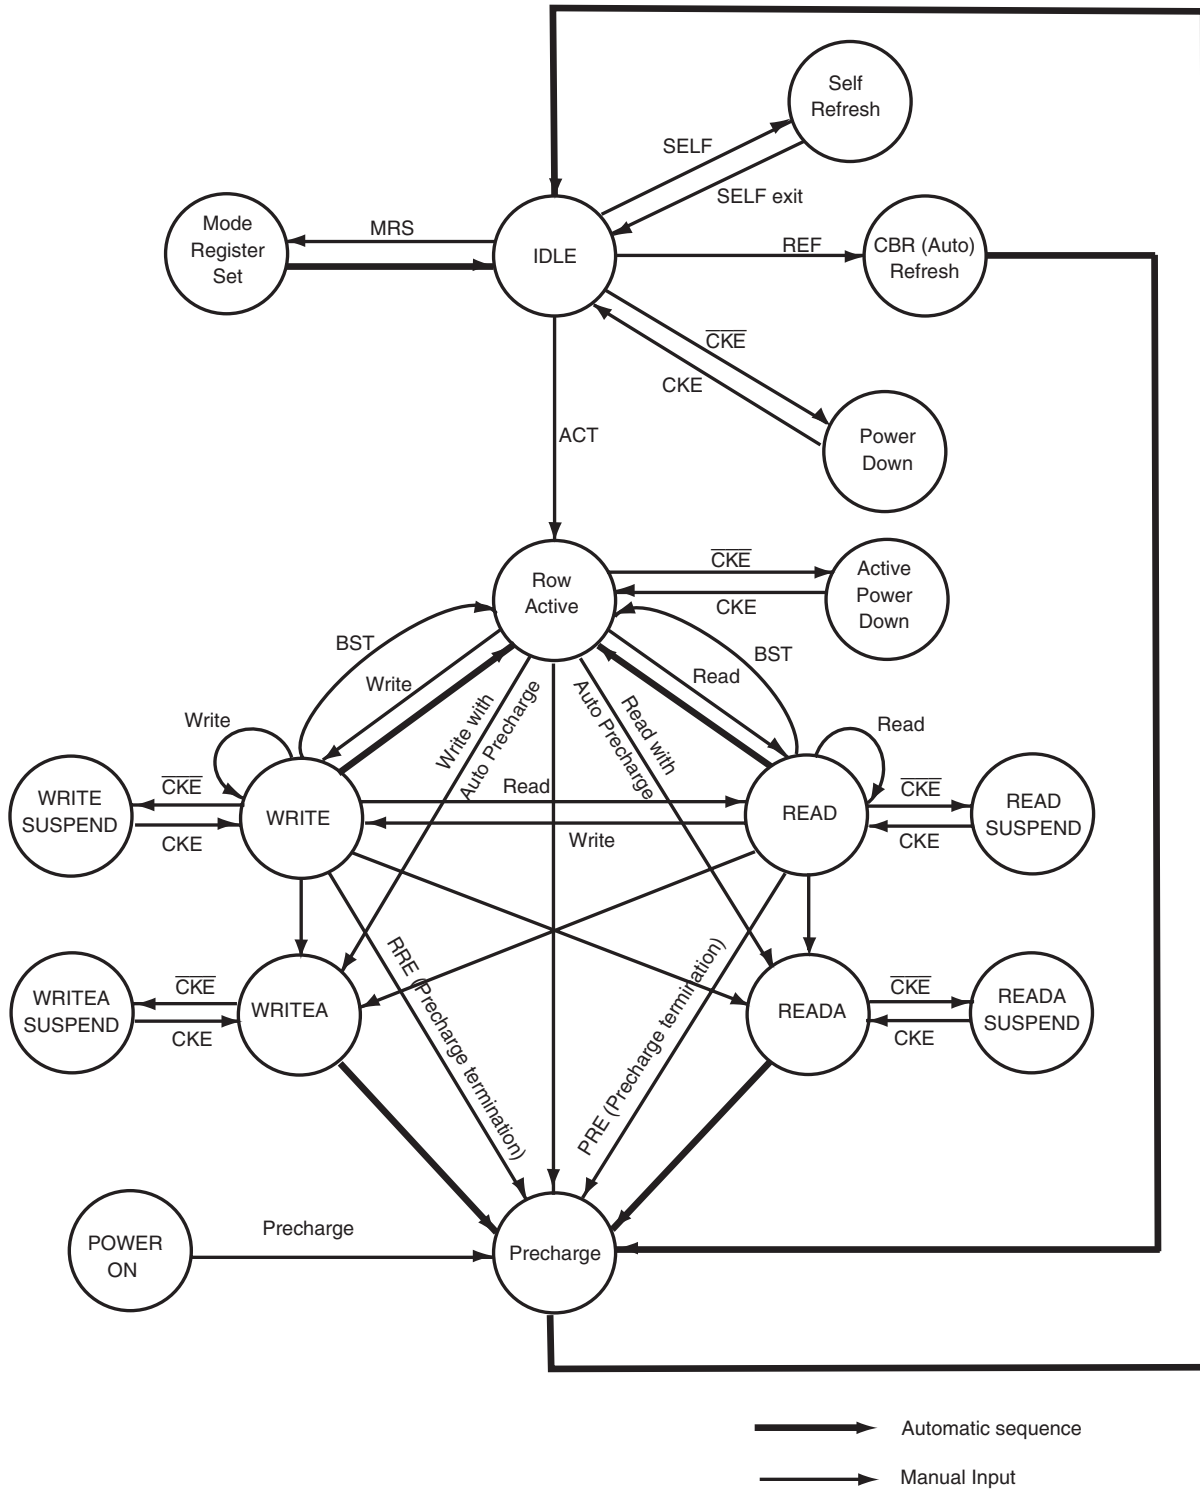 Self
Refresh
SELF
SELF exit
Mode
Register
Set
MRS
IDLE
REF
CBR (Auto)
Refresh
CKE
CKE
Power
Down
ACT
Row
Active
CKE
CKE
Active
Power
Down
BST
BST
Write
Read
Write with
Auto Precharge
Read with
Auto Precharge
Write
Read
WRITE
SUSPEND
CKE
CKE
WRITE
Read
Write
READ
CKE
CKE
READ
SUSPEND
RRE (Precharge termination)
PRE (Precharge termination)
WRITEA
SUSPEND
CKE
CKE
WRITEA
READA
CKE
CKE
READA
SUSPEND
POWER
ON
Precharge
Precharge
Automatic sequence
Manual Input